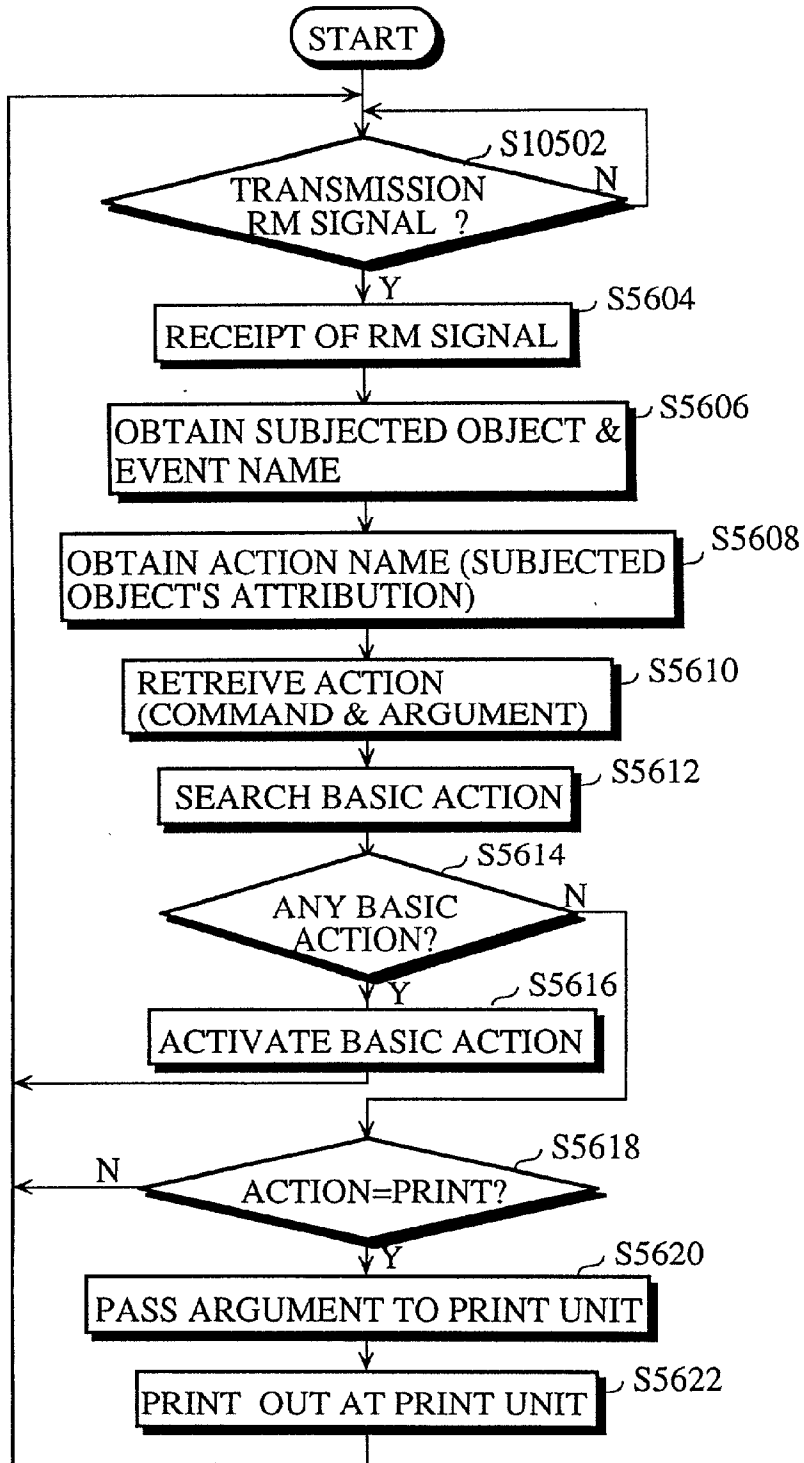 START
S10502
TRANSMISSION
RM SIGNAL ?
N
Y
S5604
RECEIPT OF RM SIGNAL
S5606
OBTAIN SUBJECTED OBJECT &
EVENT NAME
S5608
OBTAIN ACTION NAME (SUBJECTED
OBJECT'S ATTRIBUTION)
S5610
RETREIVE ACTION
(COMMAND & ARGUMENT)
S5612
SEARCH BASIC ACTION
S5614
ANY BASIC
ACTION?
N
Y
S5616
ACTIVATE BASIC ACTION
S5618
N
ACTION=PRINT?
Y
S5620
PASS ARGUMENT TO PRINT UNIT
S5622
PRINT OUT AT PRINT UNIT